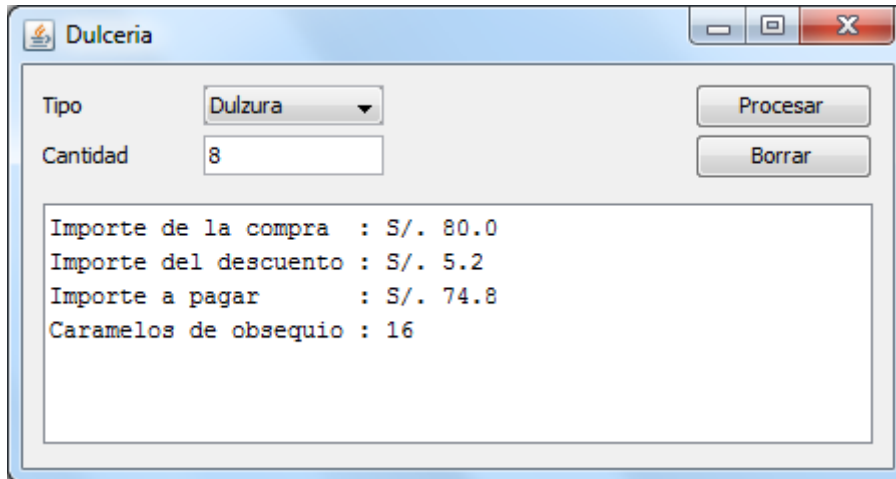 Dulceria
Tipo Dulzura Procesar
Cantidad 8 Borrar
Importe de la compra : S/. 80.0
Importe del descuento : S/. 5.2
Importe a pagar : S/. 74.8
Caramelos de obsequio : 16